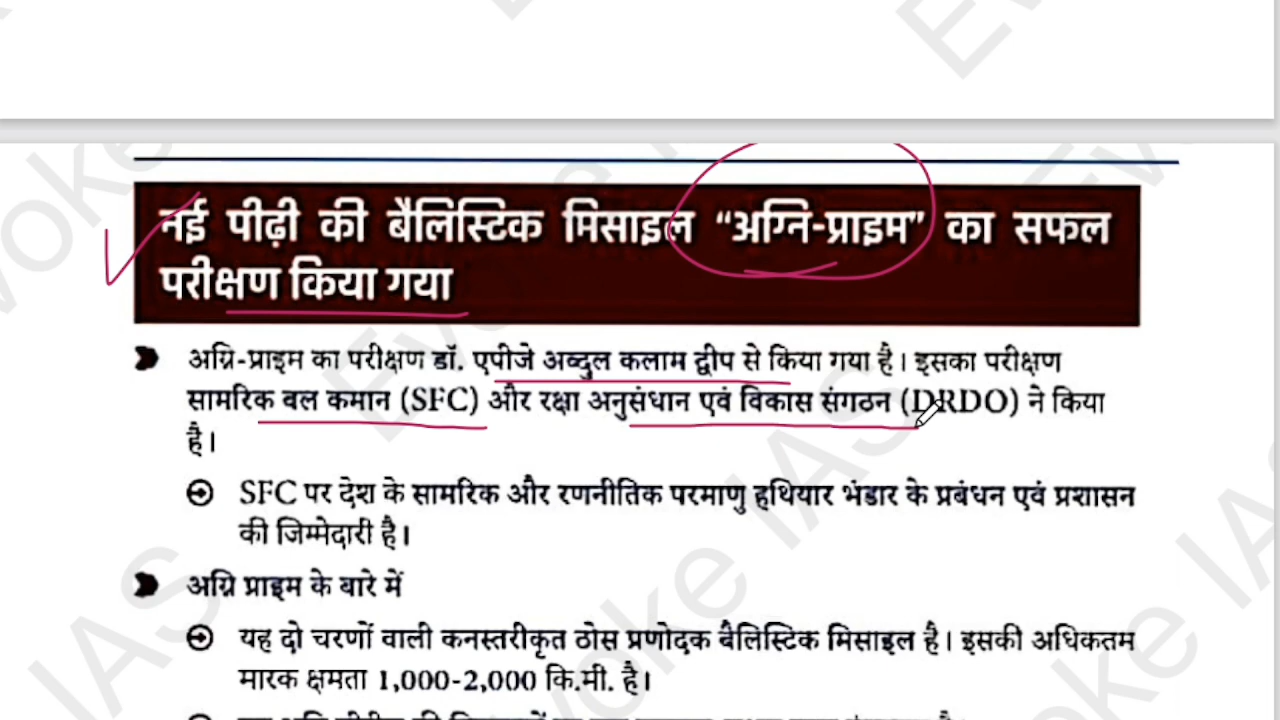 नई पीढ़ी की बैलिस्टिक मिसाइल “अग्नि-प्राइम” का सफल
परीक्षण किया गया
अग्नि-प्राइम का परीक्षण डॉ. एपीजे अब्दुल कलाम द्वीप से किया गया है। इसका परीक्षण
सामरिक बल कमान (SFC) और रक्षा अनुसंधान एवं विकास संगठन (DRDO) ने किया
है।
SFC पर देश के सामरिक और रणनीतिक परमाणु हथियार भंडार के प्रबंधन एवं प्रशासन
की जिम्मेदारी है।
अग्नि प्राइम के बारे में
यह दो चरणों वाली कनस्तरीकृत ठोस प्रणोदक बैलिस्टिक मिसाइल है। इसकी अधिकतम
मारक क्षमता 1,000-2,000 कि.मी. है।
Evoke IAS